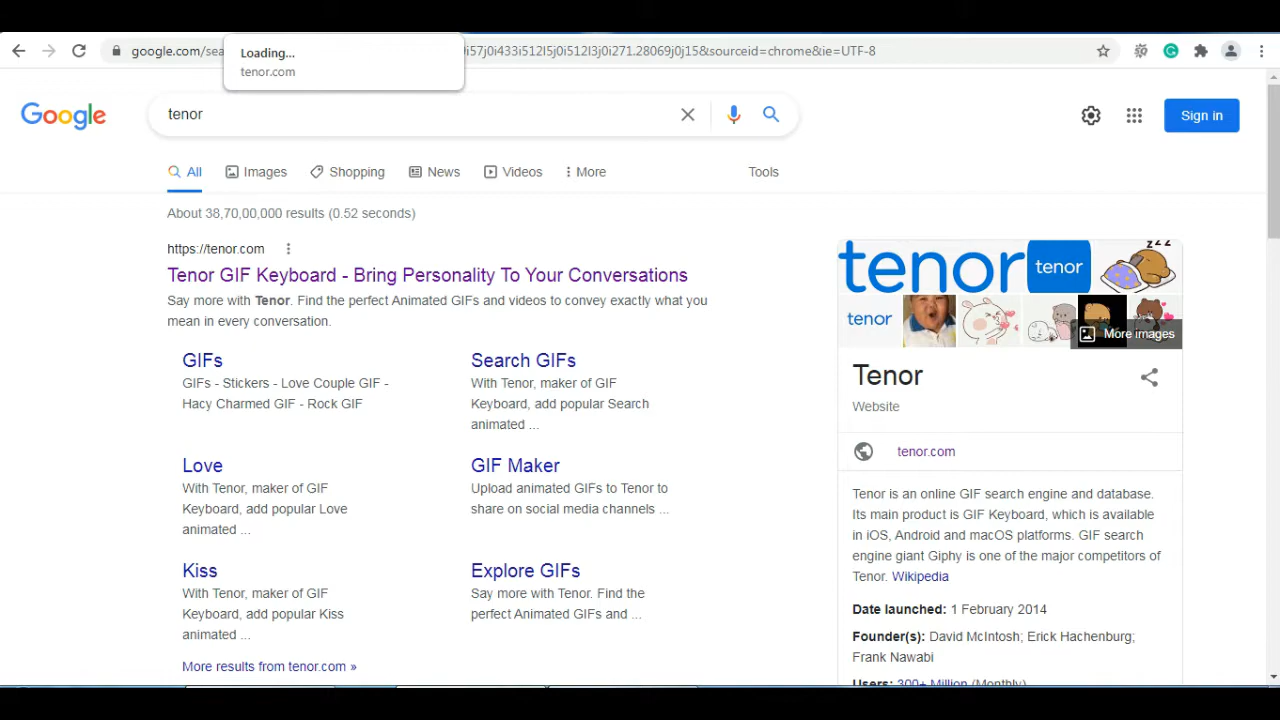 Loading...
tenor.com
google.com/sea
i57j0i433i512l5j0i512l3j0i271.28069j0j15&sourceid=chrome&ie=UTF-8
Google
tenor
Sign in
All
Images
Shopping
News
Videos
More
Tools
About 38,70,00,000 results (0.52 seconds)
https://tenor.com
Tenor GIF Keyboard - Bring Personality To Your Conversations
Say more with Tenor. Find the perfect Animated GIFs and videos to convey exactly what you
mean in every conversation.
GIFs
GIFs - Stickers - Love Couple GIF -
Hacy Charmed GIF - Rock GIF
Search GIFs
With Tenor, maker of GIF
Keyboard, add popular Search
animated ...
Love
With Tenor, maker of GIF
Keyboard, add popular Love
animated ...
GIF Maker
Upload animated GIFs to Tenor to
share on social media channels ...
Kiss
With Tenor, maker of GIF
Keyboard, add popular Kiss
animated ...
Explore GIFs
Say more with Tenor. Find the
perfect Animated GIFs and ...
More results from tenor.com »
tenor
tenor
zzz
tenor
More images
Tenor
Website
tenor.com
Tenor is an online GIF search engine and database.
Its main product is GIF Keyboard, which is available
in iOS, Android and macOS platforms. GIF search
engine giant Giphy is one of the major competitors of
Tenor. Wikipedia
Date launched: 1 February 2014
Founder(s): David McIntosh; Erick Hachenburg;
Frank Nawabi
Users: 300+ Million (Monthly)